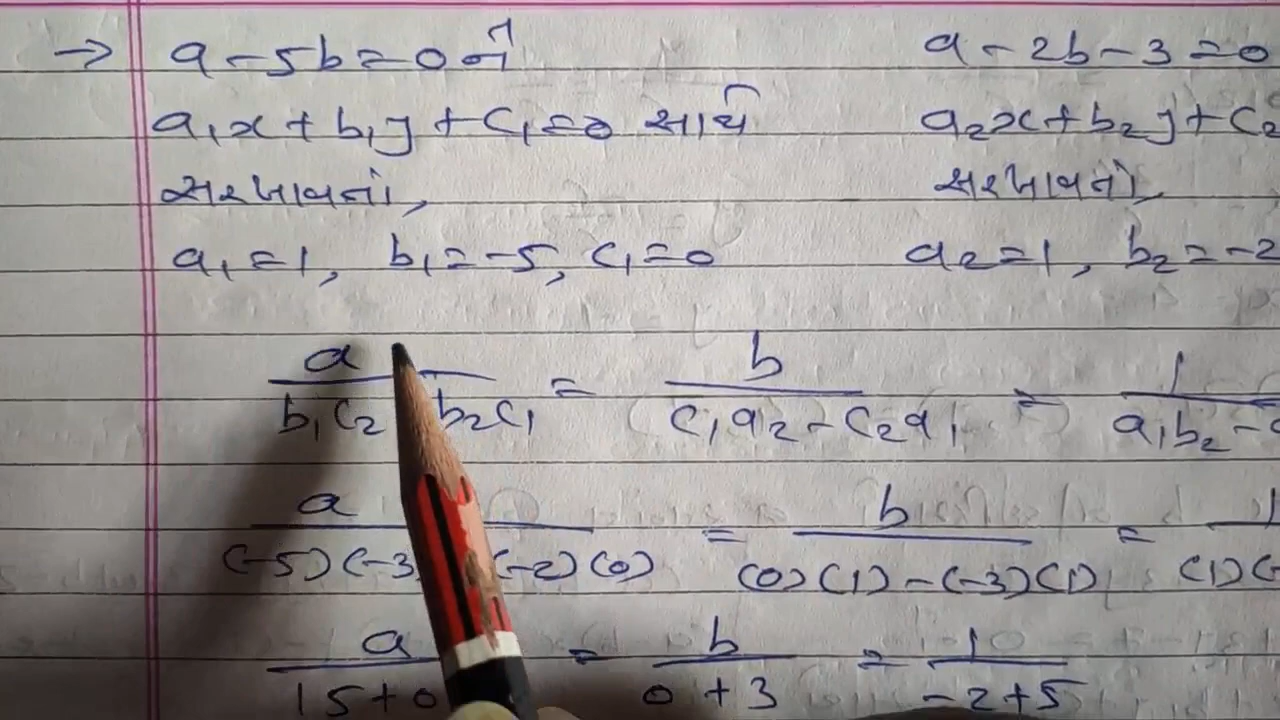 → a - 5b = 0 ને a - 2b - 3 = 0
a₁x + b₁y + c₁ = 0 સાથે a₂x + b₂y + c₂
સરખાવતાં, સરખાવતાં,
a₁ = 1, b₁ = -5, c₁ = 0 a₂ = 1, b₂ = -2
a = b = 1
b₁c₂ b₂c₁ c₁a₂ - c₂a₁ a₁b₂ -
a = b = 1
(-5)(-3 (-2)(0) (0)(1) - (-3)(1) (1)(-
a = b = 1
15 + 0 0 + 3 -2 + 5